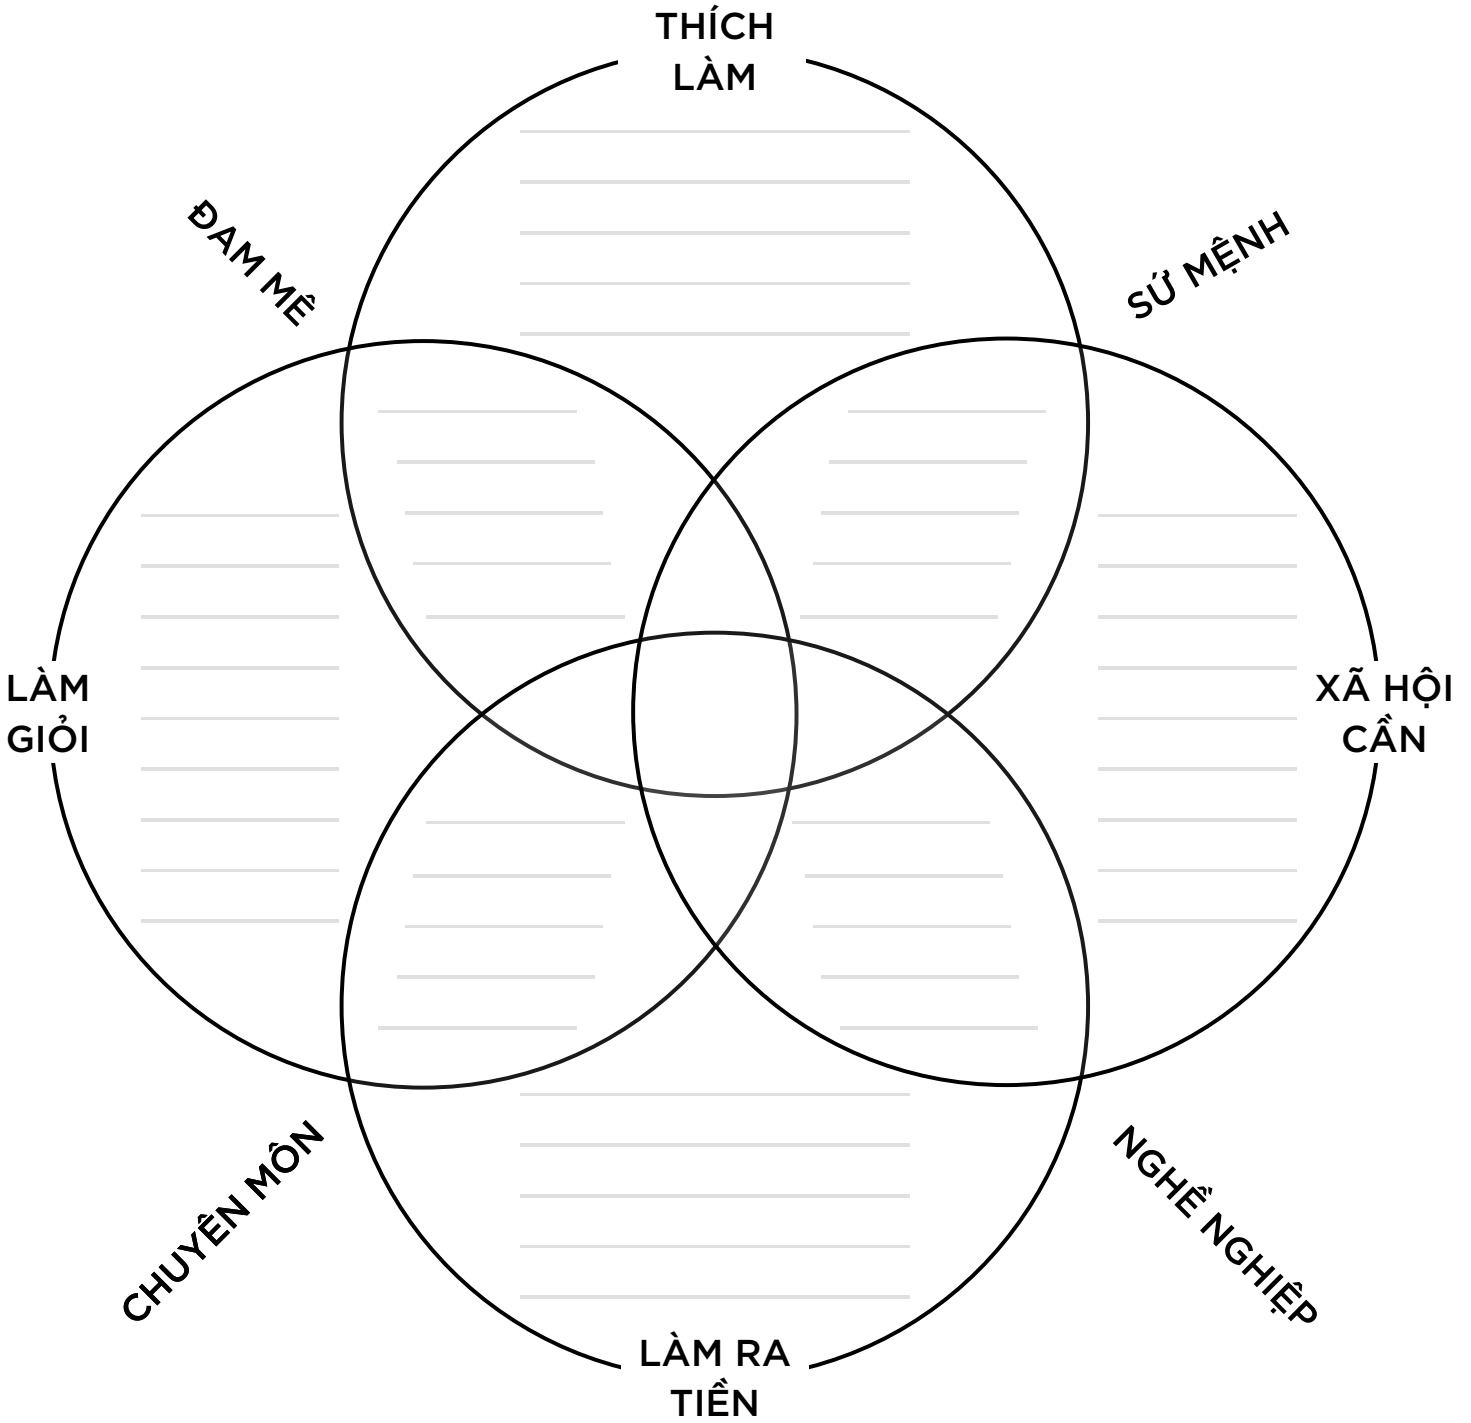 THÍCH
LÀM
ĐAM MÊ
SỨ MỆNH
LÀM
GIỎI
XÃ HỘI
CẦN
CHUYÊN MÔN
NGHỀ NGHIỆP
LÀM RA
TIỀN